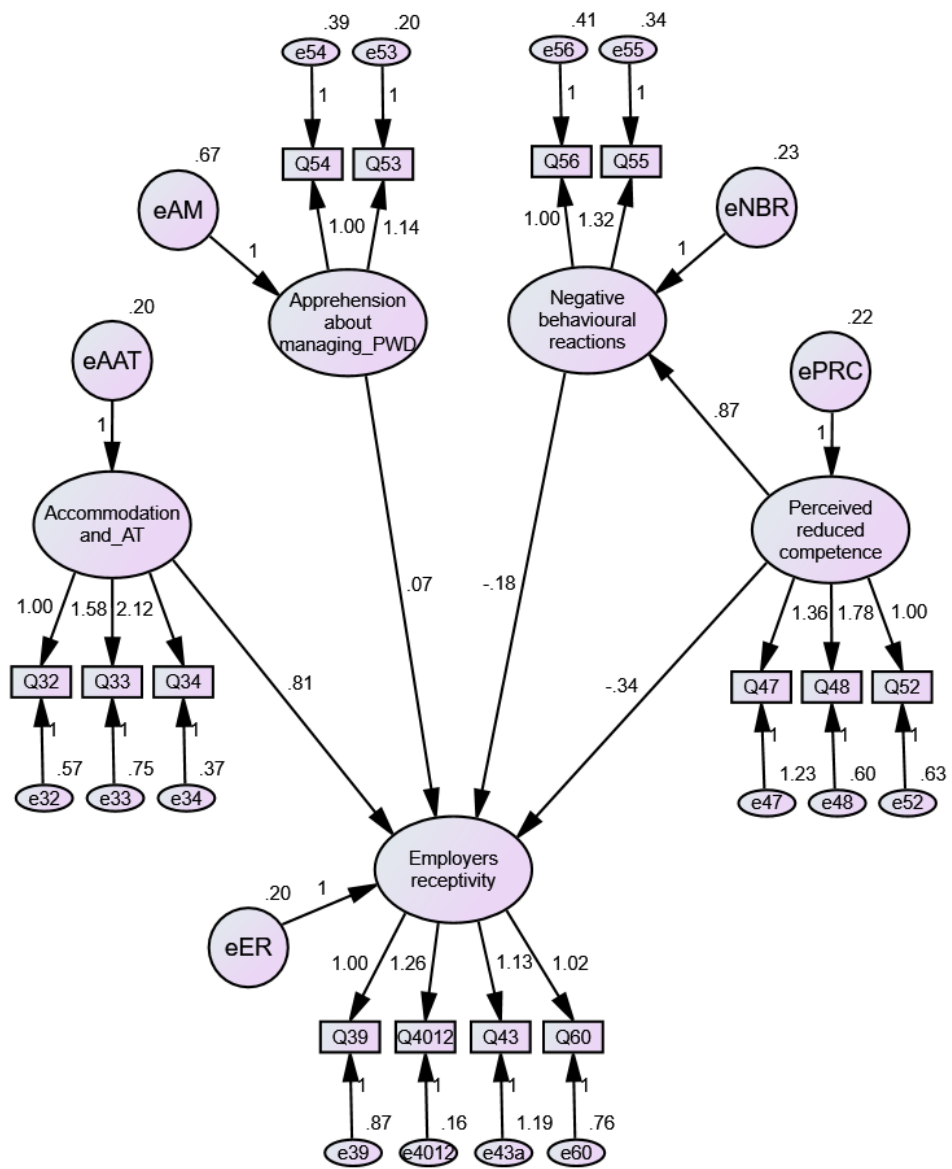 .39
.20
.41
.34
e54
e53
e56
e55
1
1
1
1
Q54
Q53
Q56
Q55
.67
.23
eAM
eNBR
1.00
1.14
1.00
1.32
1
1
Apprehension
about
managing_PWD
Negative
behavioural
reactions
.20
.22
eAAT
ePRC
1
1
.87
Accommodation
and_AT
Perceived
reduced
competence
.07
-.18
1.00
1.58
2.12
1.36
1.78
1.00
Q32
Q33
Q34
Q47
Q48
Q52
.81
-.34
1
1
1
1
1
1
.57
.75
.37
1.23
.60
.63
e32
e33
e34
e47
e48
e52
Employers
receptivity
.20
1
eER
1.00
1.26
1.13
1.02
Q39
Q4012
Q43
Q60
1
1
1
1
.87
.16
1.19
.76
e39
e4012
e43a
e60